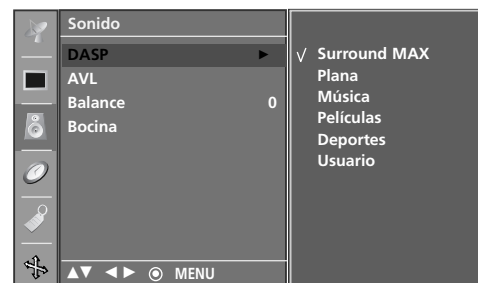 Sonido
DASP ►
AVL
Balance 0
Bocina
▲▼ ◄► ⊙ MENU
√ Surround MAX
Plana
Música
Películas
Deportes
Usuario